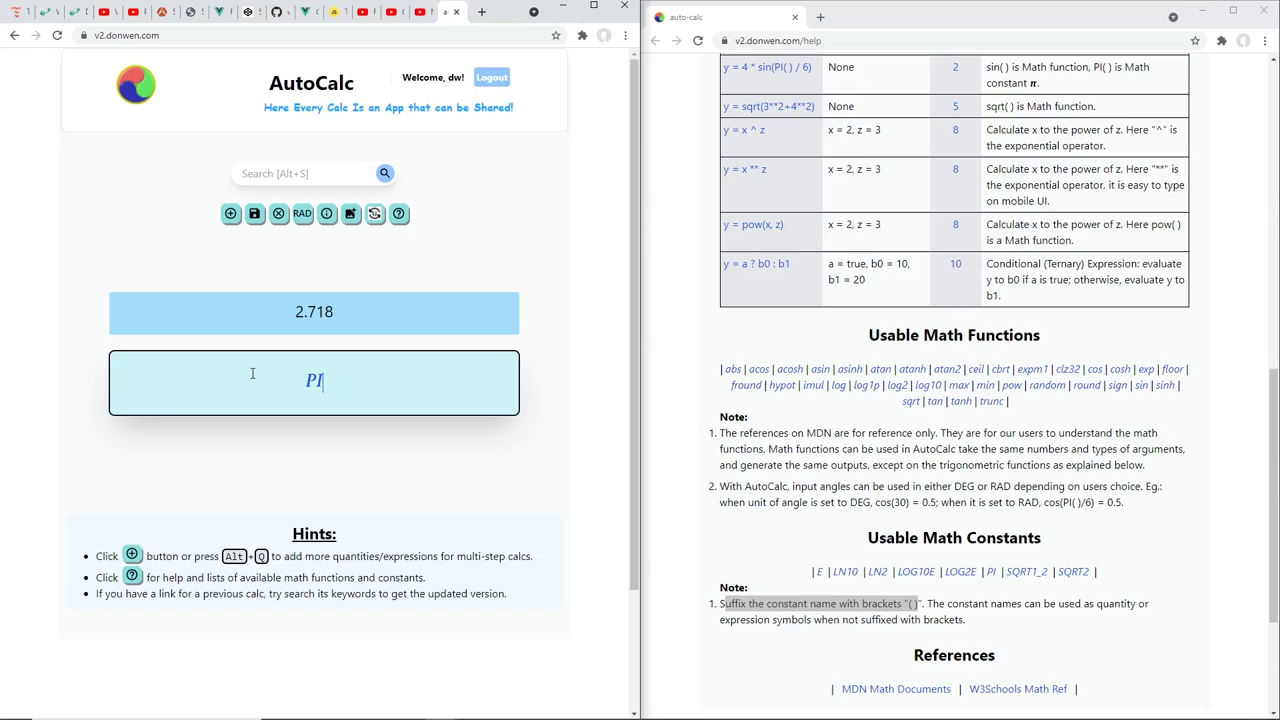 v2.donwen.com
AutoCalc
Welcome, dw!
Logout
Here Every Calc Is an App that can be Shared!
Search [Alt+S]
RAD
2.718
PI
Hints:
Click button or press Alt+Q to add more quantities/expressions for multi-step calcs.
Click for help and lists of available math functions and constants.
If you have a link for a previous calc, try search its keywords to get the updated version.
auto-calc
v2.donwen.com/help
y = 4 * sin(PI( ) / 6) None 2 sin( ) is Math function, PI( ) is Math
constant π.
y = sqrt(3**2+4**2) None 5 sqrt( ) is Math function.
y = x ^ z x = 2, z = 3 8 Calculate x to the power of z. Here "^" is
the exponential operator.
y = x ** z x = 2, z = 3 8 Calculate x to the power of z. Here "**" is
the exponential operator, it is easy to type
on mobile UI.
y = pow(x, z) x = 2, z = 3 8 Calculate x to the power of z. Here pow( )
is a Math function.
y = a ? b0 : b1 a = true, b0 = 10, 10 Conditional (Ternary) Expression: evaluate
b1 = 20 y to b0 if a is true; otherwise, evaluate y to
b1.
Usable Math Functions
| abs | acos | acosh | asin | asinh | atan | atanh | atan2 | ceil | cbrt | expm1 | clz32 | cos | cosh | exp | floor |
fround | hypot | imul | log | log1p | log2 | log10 | max | min | pow | random | round | sign | sin | sinh |
sqrt | tan | tanh | trunc |
Note:
1. The references on MDN are for reference only. They are for our users to understand the math
functions. Math functions can be used in AutoCalc take the same numbers and types of arguments,
and generate the same outputs, except on the trigonometric functions as explained below.
2. With AutoCalc, input angles can be used in either DEG or RAD depending on users choice. Eg.:
when unit of angle is set to DEG, cos(30) = 0.5; when it is set to RAD, cos(PI( )/6) = 0.5.
Usable Math Constants
| E | LN10 | LN2 | LOG10E | LOG2E | PI | SQRT1_2 | SQRT2 |
Note:
1. Suffix the constant name with brackets "( )". The constant names can be used as quantity or
expression symbols when not suffixed with brackets.
References
| MDN Math Documents | W3Schools Math Ref |